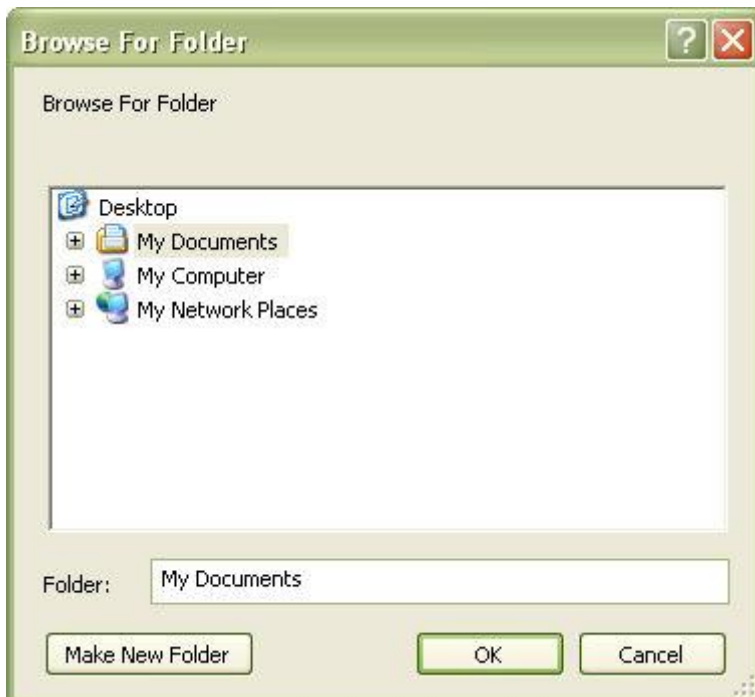 Browse For Folder
Browse For Folder
Desktop
My Documents
My Computer
My Network Places
Folder: My Documents
Make New Folder OK Cancel